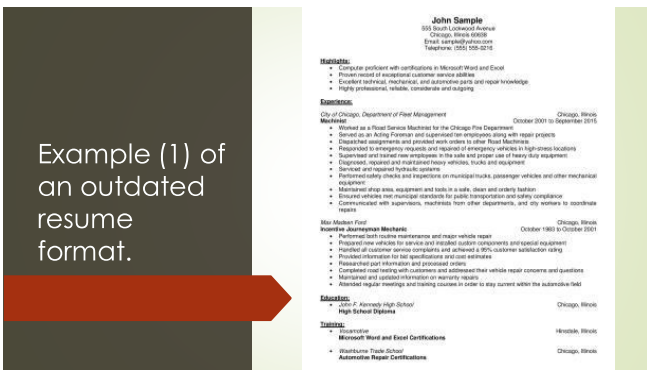 Example (1) of
an outdated
resume
format.
John Sample
555 South Lockwood Avenue
Chicago, Illinois 60638
Email: sample@yahoo.com
Telephone: (555) 555-0216
Highlights:
• Computer proficient with certifications in Microsoft Word and Excel
• Proven record of exceptional customer service abilities
• Excellent technical, mechanical, and automotive parts and repair knowledge
• Highly professional, reliable, considerate and outgoing
Experience:
City of Chicago, Department of Fleet Management Chicago, Illinois
Machinist October 2001 to September 2015
• Worked as a Road Service Machinist for the Chicago Fire Department
• Served as an Acting Foreman and supervised ten employees along with repair projects
• Dispatched assignments and provided work orders to other Road Machinists
• Responded to emergency requests and repaired of emergency vehicles in high-stress locations
• Supervised and trained new employees in the safe and proper use of heavy duty equipment
• Diagnosed, repaired and maintained heavy vehicles, trucks and equipment
• Serviced and repaired hydraulic systems
• Performed safety checks and inspections on municipal trucks, passenger vehicles and other mechanical
equipment
• Maintained shop area, equipment and tools in a safe, clean and orderly fashion
• Ensured vehicles met municipal standards for public transportation and safety compliance
• Communicated with supervisors, machinists from other departments, and city workers to coordinate
repairs
Max Madsen Ford Chicago, Illinois
Incentive Journeyman Mechanic October 1983 to October 2001
• Performed both routine maintenance and major vehicle repair
• Prepared new vehicles for service and installed custom components and special equipment
• Handled all customer service complaints and achieved a 95% customer satisfaction rating
• Provided information for bid specifications and cost estimates
• Researched part information and processed orders
• Completed road testing with customers and addressed their vehicle repair concerns and questions
• Maintained and updated information on warranty repairs
• Attended regular meetings and training courses in order to stay current within the automotive field
Education:
• John F. Kennedy High School Chicago, Illinois
High School Diploma
Training:
• Vocamotive Hinsdale, Illinois
Microsoft Word and Excel Certifications
• Washburne Trade School Chicago, Illinois
Automotive Repair Certifications